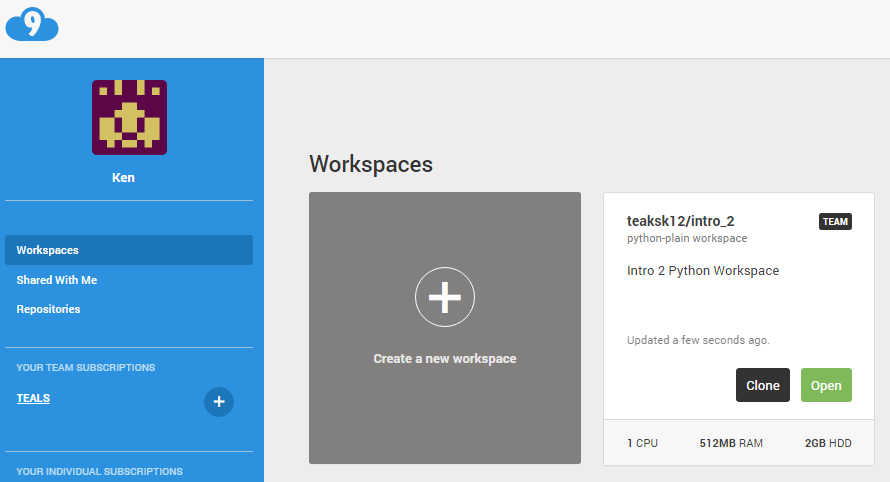 9
Ken
Workspaces
Shared With Me
Repositories
YOUR TEAM SUBSCRIPTIONS
TEALS
YOUR INDIVIDUAL SUBSCRIPTIONS
Workspaces
Create a new workspace
teaksk12/intro_2 TEAM
python-plain workspace
Intro 2 Python Workspace
Updated a few seconds ago.
Clone Open
1 CPU 512MB RAM 2GB HDD